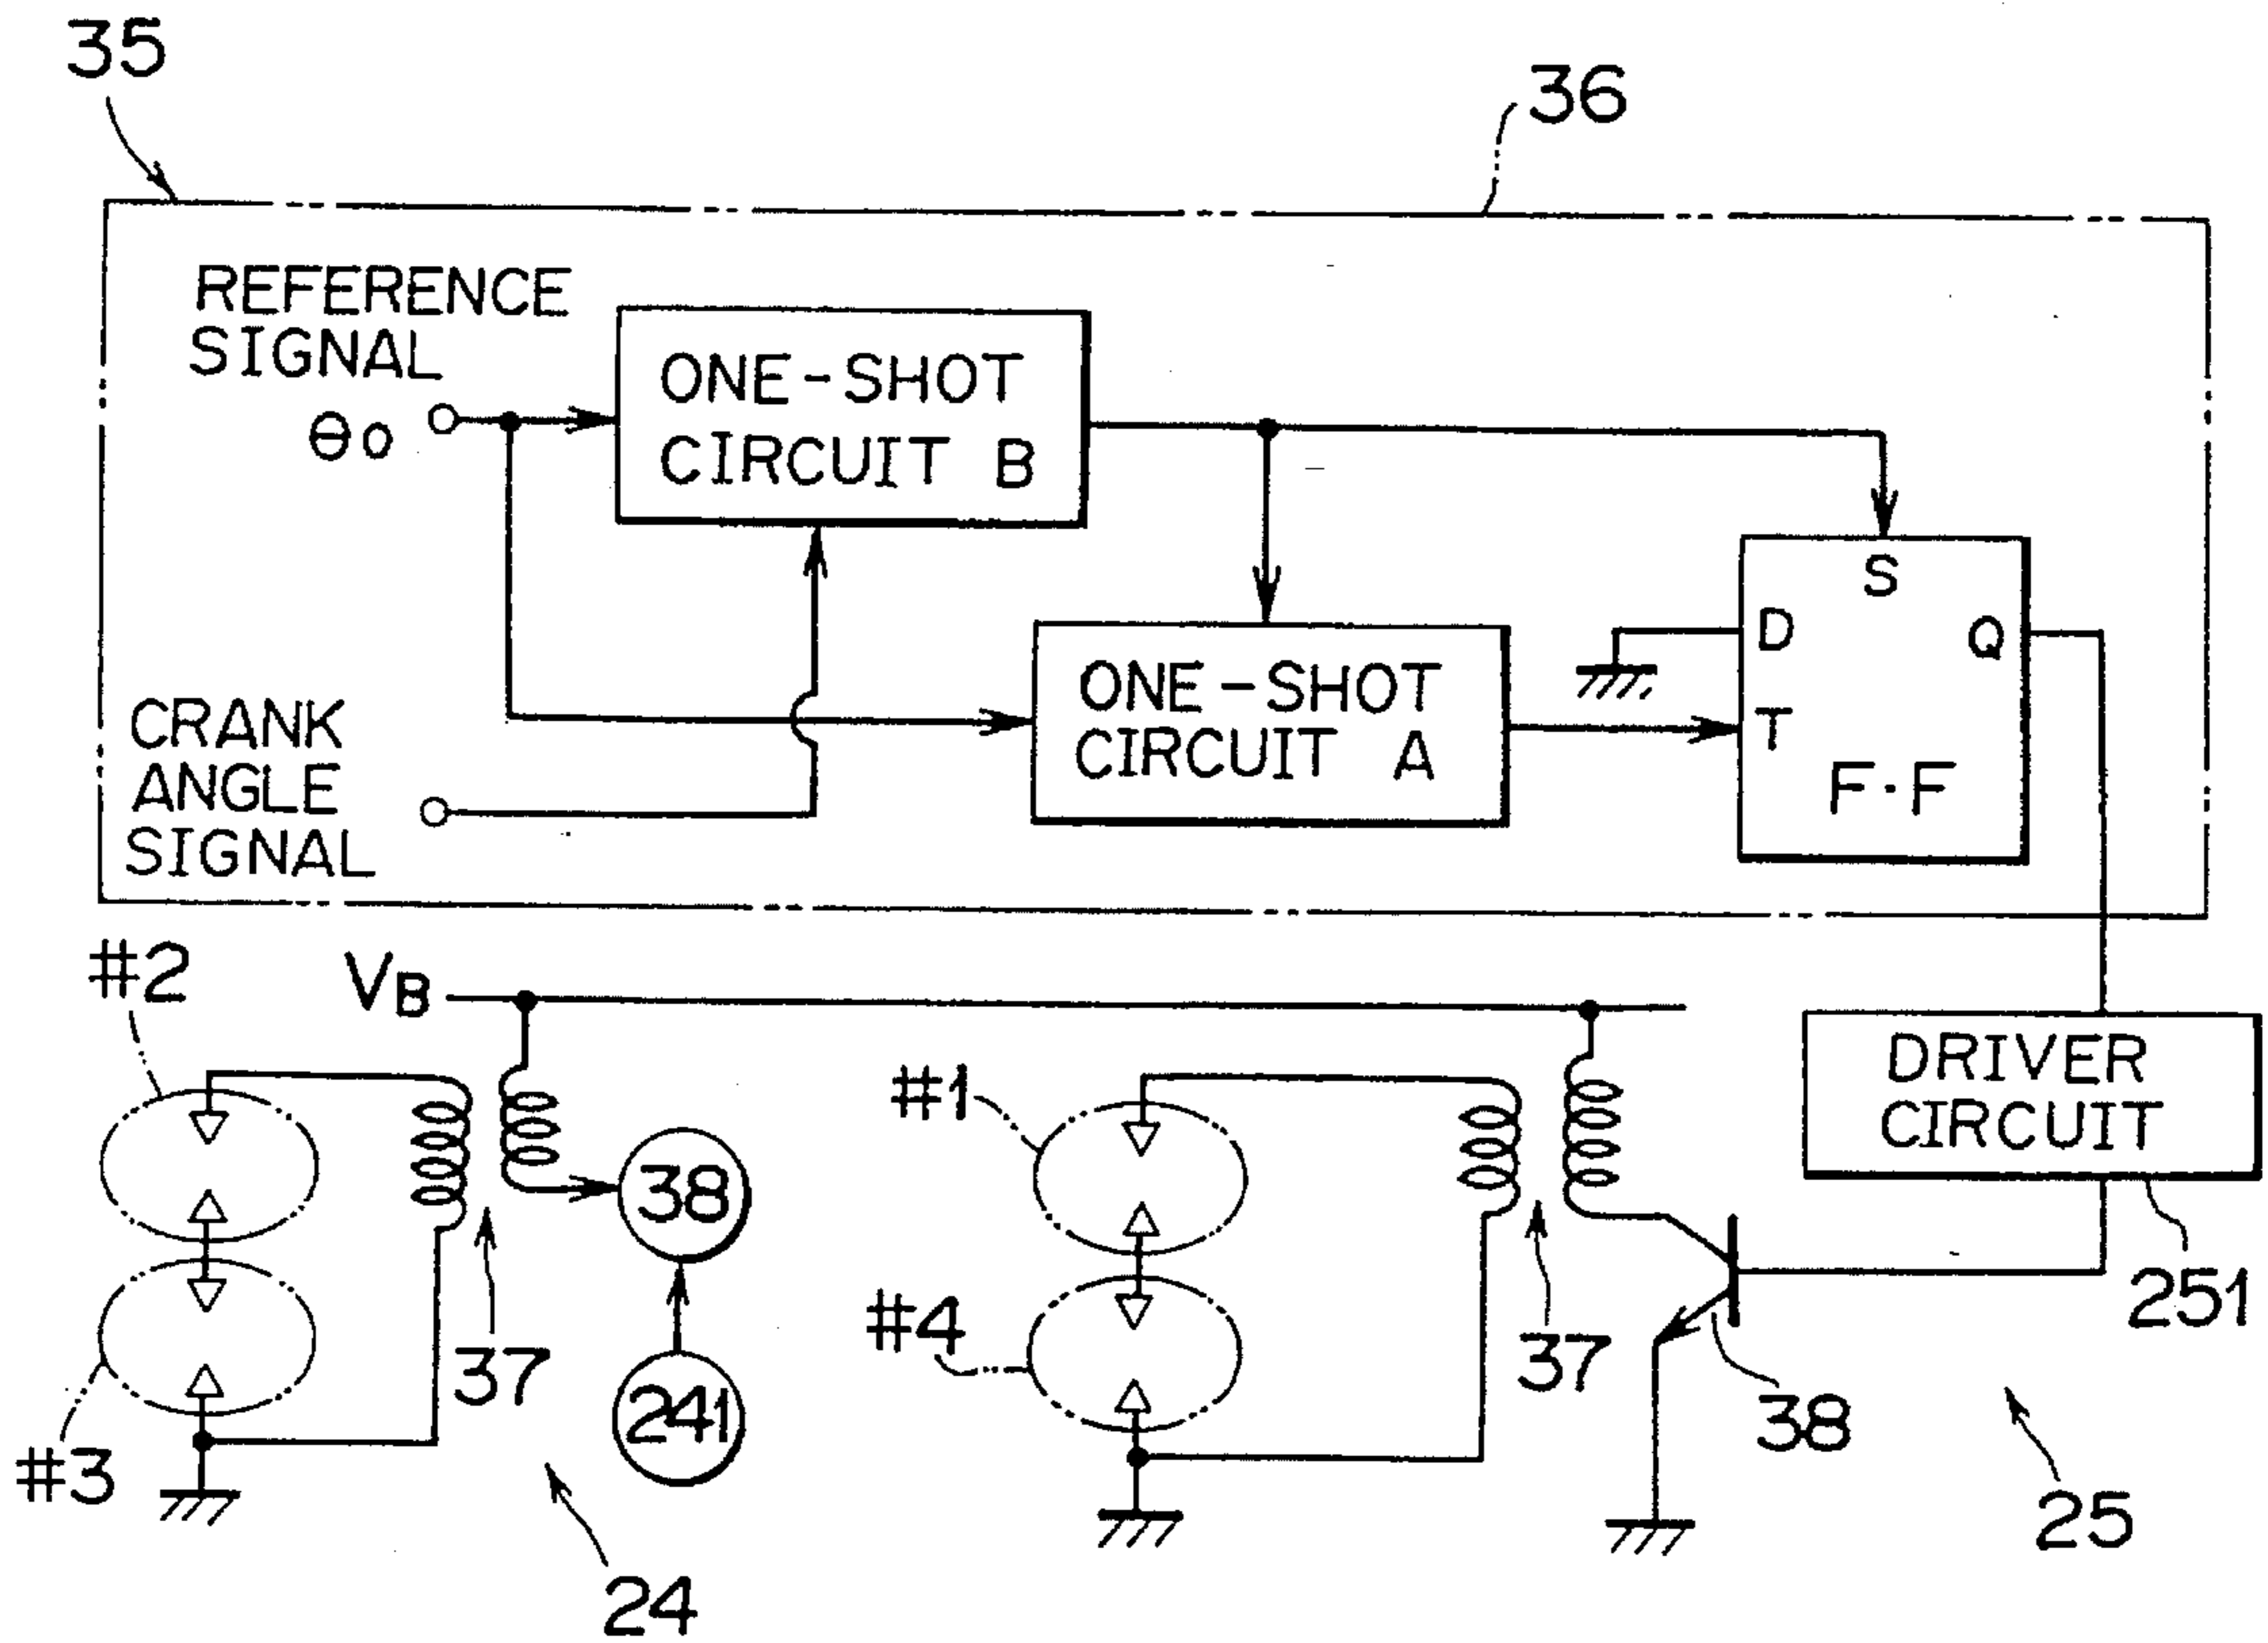 35
36
REFERENCE
SIGNAL
θo
ONE-SHOT
CIRCUIT B
S
D
Q
T
F·F
ONE-SHOT
CIRCUIT A
CRANK
ANGLE
SIGNAL
#2
VB
#1
DRIVER
CIRCUIT
38
#4
251
37
37
241
38
#3
25
24